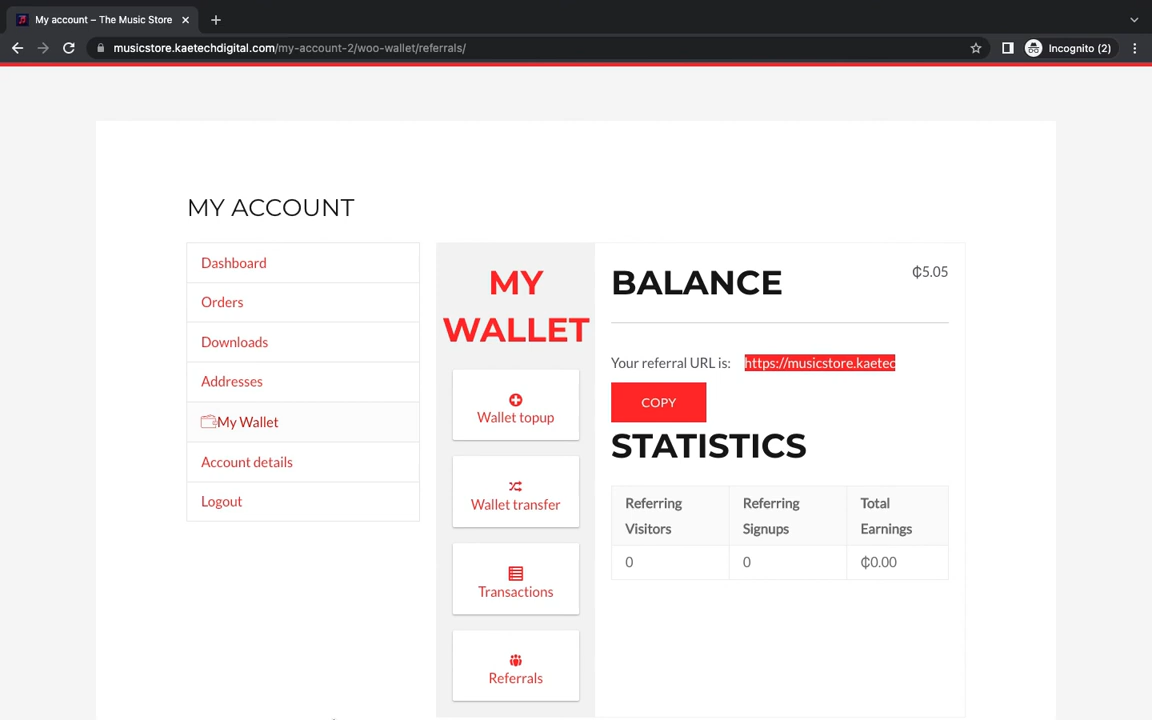 My account – The Music Store
musicstore.kaetechdigital.com/my-account-2/woo-wallet/referrals/
Incognito (2)
MY ACCOUNT
Dashboard
Orders
Downloads
Addresses
My Wallet
Account details
Logout
MY
WALLET
Wallet topup
Wallet transfer
Transactions
Referrals
BALANCE
₵5.05
Your referral URL is: https://musicstore.kaetec
COPY
STATISTICS
Referring Visitors
Referring Signups
Total Earnings
0
0
₵0.00